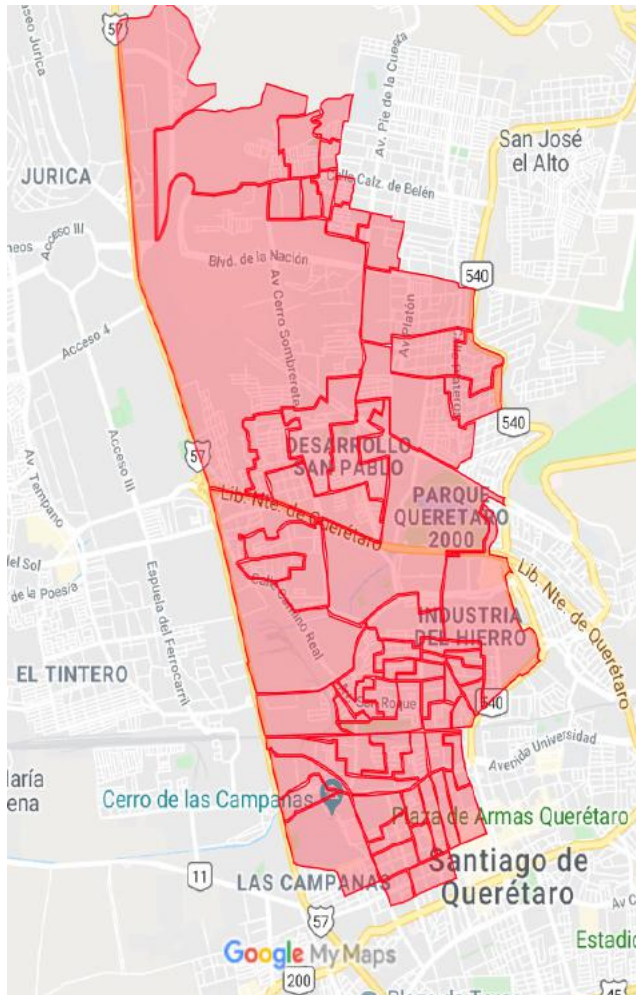 57
Av. Pie de la Cuesta
San José
el Alto
JURICA
Calle Calz. de Belén
Acceso III
Blvd. de la Nación
540
Av Cerro Sombrerete
Av. Platón
Acceso 4
540
57
DESARROLLO
SAN PABLO
Acceso III
Av. Tempano
Lib. Nte. de Querétaro
PARQUE
QUERETARO
2000
del Sol
de la Poesía
Lib. Nte. de Querétaro
Espuela del Ferrocarril
Calle Camino Real
INDUSTRIA
DEL HIERRO
EL TINTERO
San Roque
540
Avenida Universidad
Cerro de las Campanas
Plaza de Armas Querétaro
11
LAS CAMPANAS
Santiago de
Querétaro
57
Google My Maps
200
45